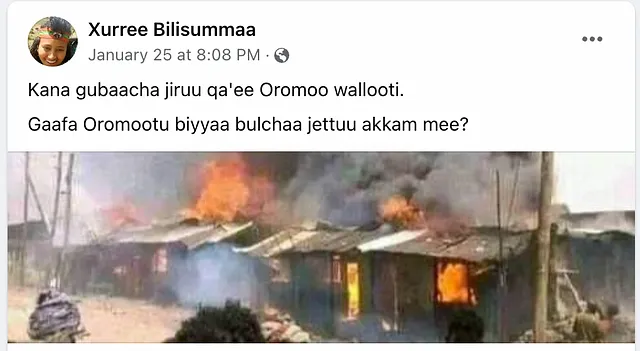 Xurree Bilisummaa
January 25 at 8:08 PM ·
Kana gubaacha jiruu qa'ee Oromoo wallooti.
Gaafa Oromootu biyyaa bulchaa jettuu akkam mee?